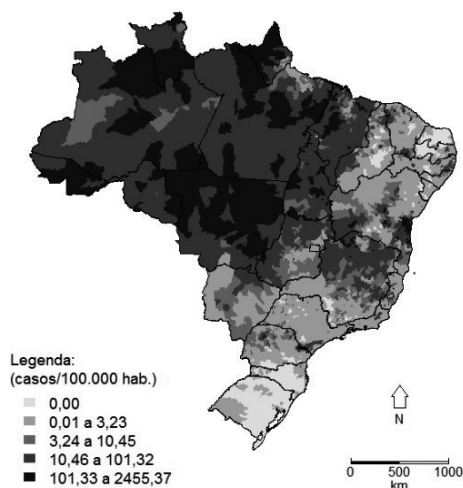 Legenda:
(casos/100.000 hab.)
0,00
0,01 a 3,23
3,24 a 10,45
10,46 a 101,32
101,33 a 2455,37
N
0 500 1000
km